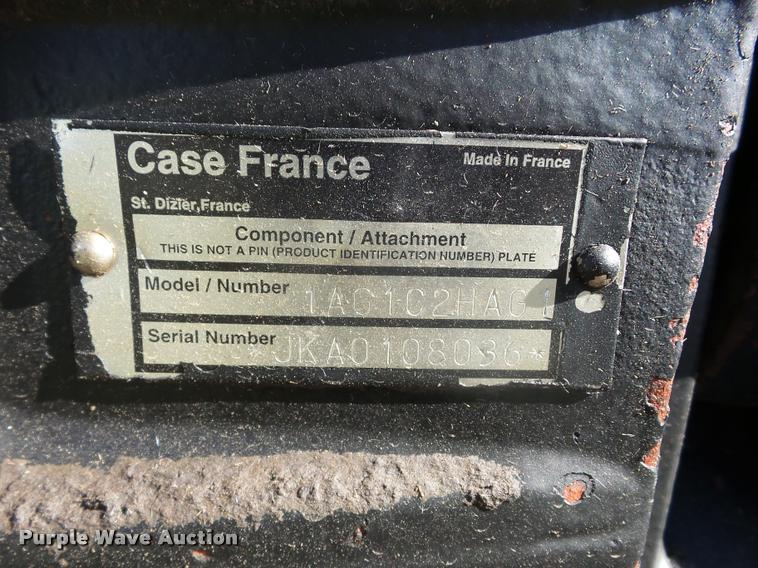 Case France
Made In France
St. Dizier,France
Component / Attachment
THIS IS NOT A PIN (PRODUCT IDENTIFICATION NUMBER) PLATE
Model / Number
1AC1C2HAG1
Serial Number
*JKA0108036*
Purple Wave Auction